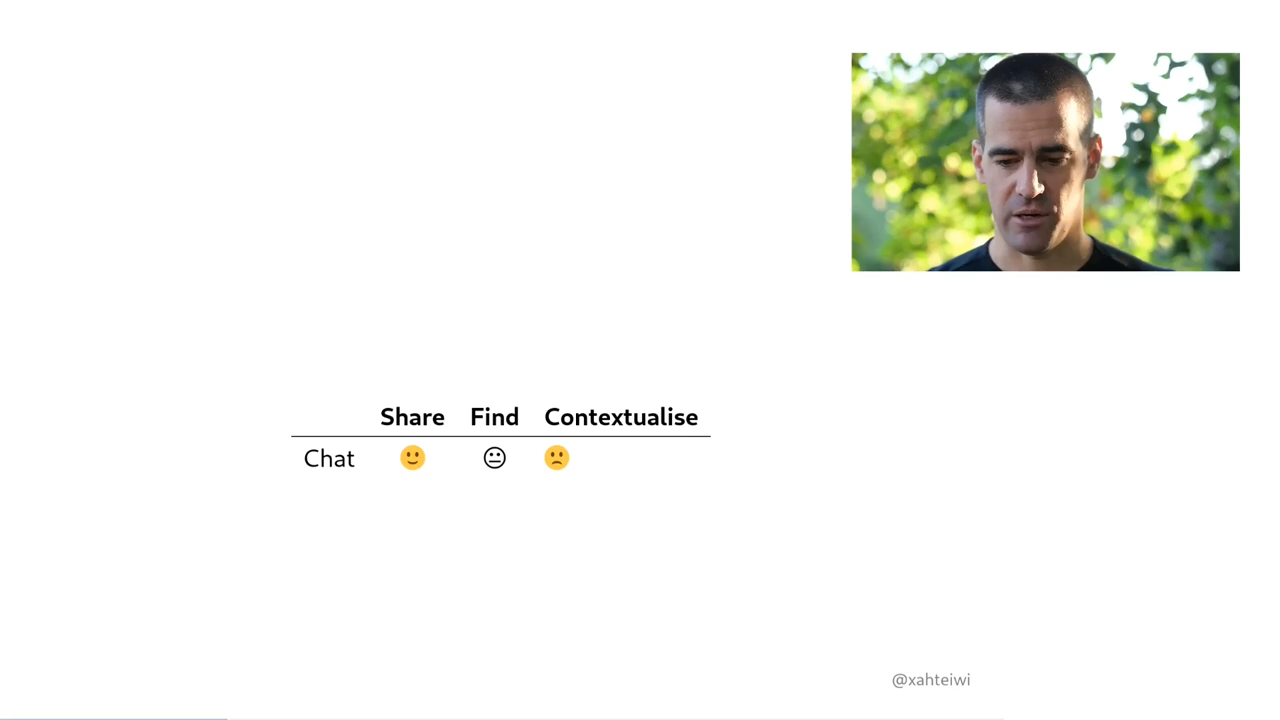 Share Find Contextualise
Chat 🙂 😐 🙁
@xahteiwi